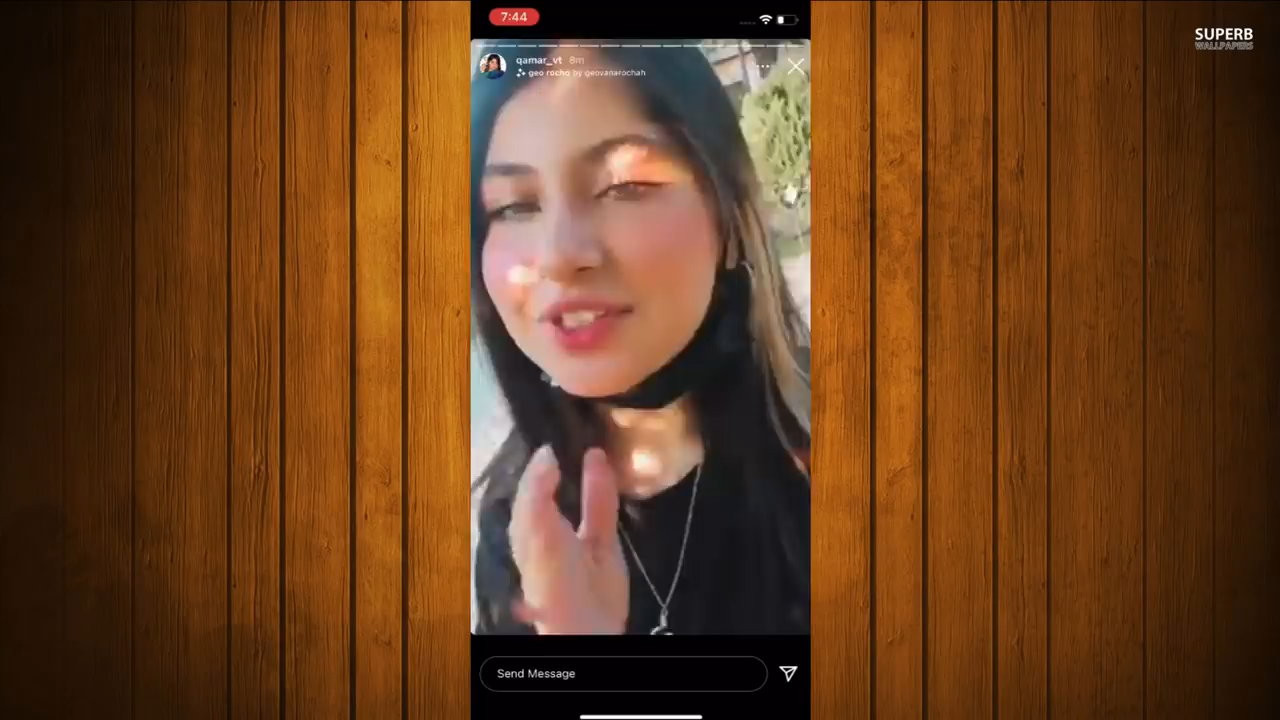 7:44
SUPERB
WALLPAPERS
qamar_vt 8m
geo rocho by geovanarochah
Send Message